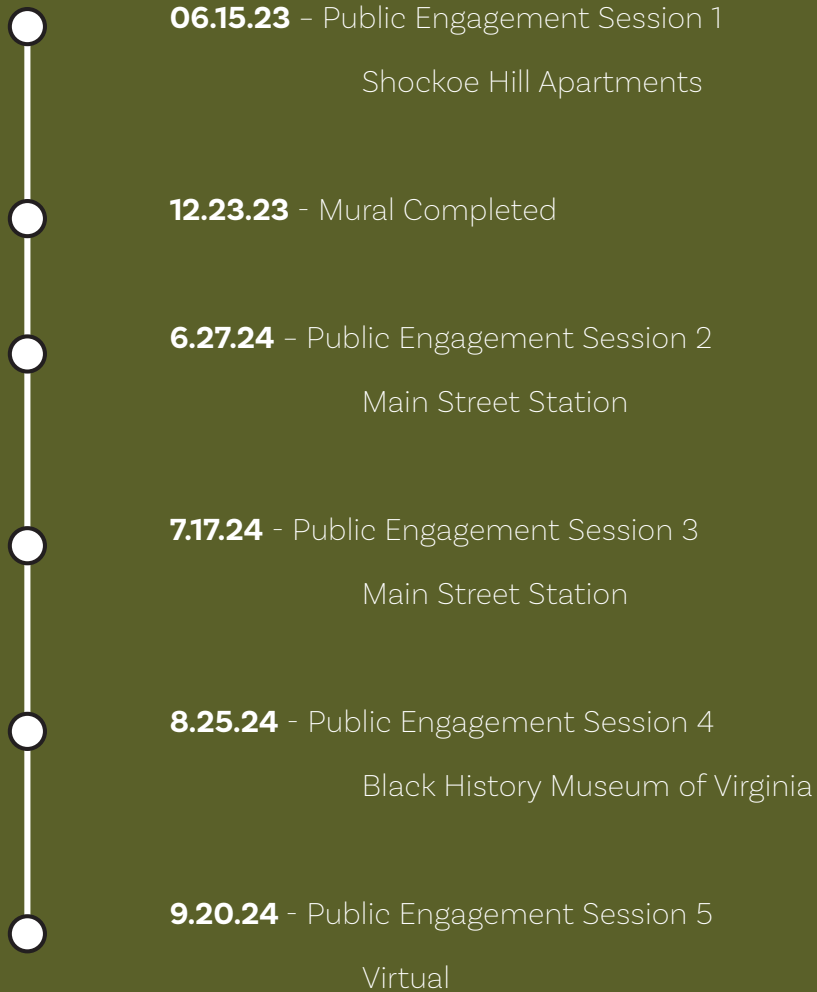 06.15.23 – Public Engagement Session 1
Shockoe Hill Apartments
12.23.23 - Mural Completed
6.27.24 – Public Engagement Session 2
Main Street Station
7.17.24 - Public Engagement Session 3
Main Street Station
8.25.24 - Public Engagement Session 4
Black History Museum of Virginia
9.20.24 - Public Engagement Session 5
Virtual